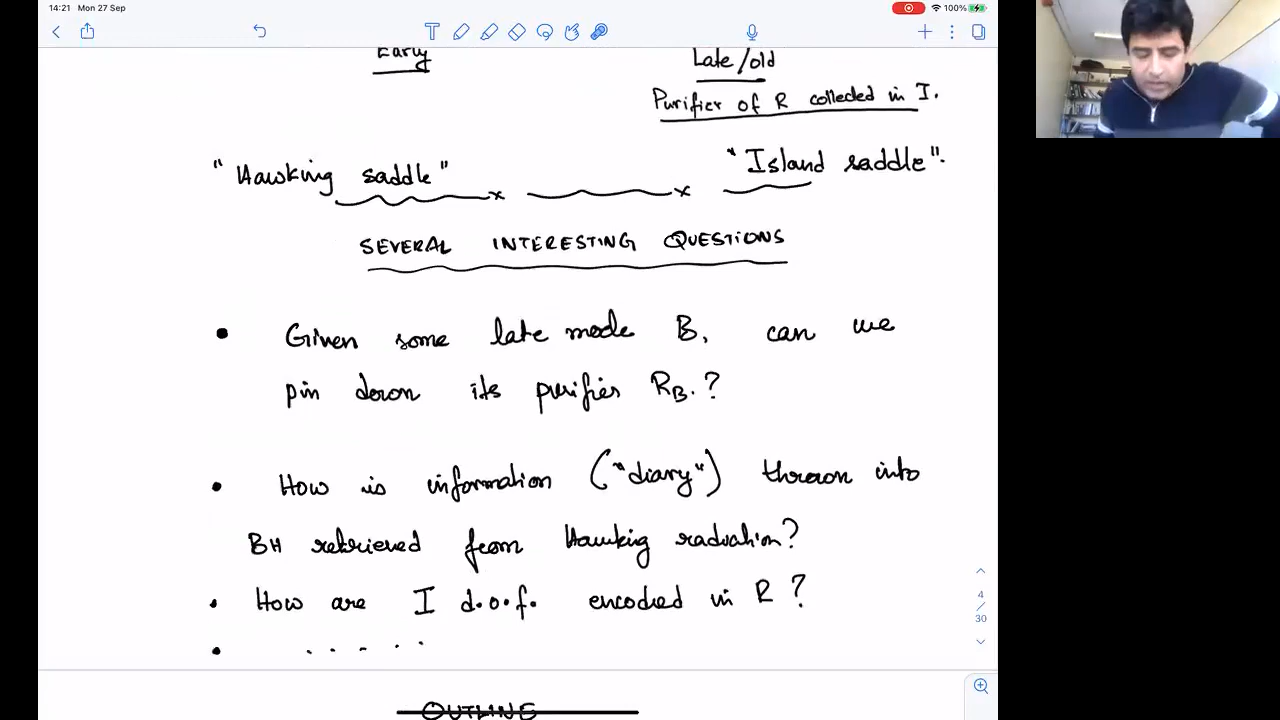 14:21 Mon 27 Sep
100%
Early
Late/old
Purifier of R collected in I.
"Hawking saddle"
"Island saddle".
SEVERAL INTERESTING QUESTIONS
• Given some late mode B, can we
pin down its purifier R_B.?
• How is information ("diary") thrown into
BH retrieved from Hawking radiation?
• How are I d.o.f. encoded in R?
• . . - . .
4
/
30
OUTLINE